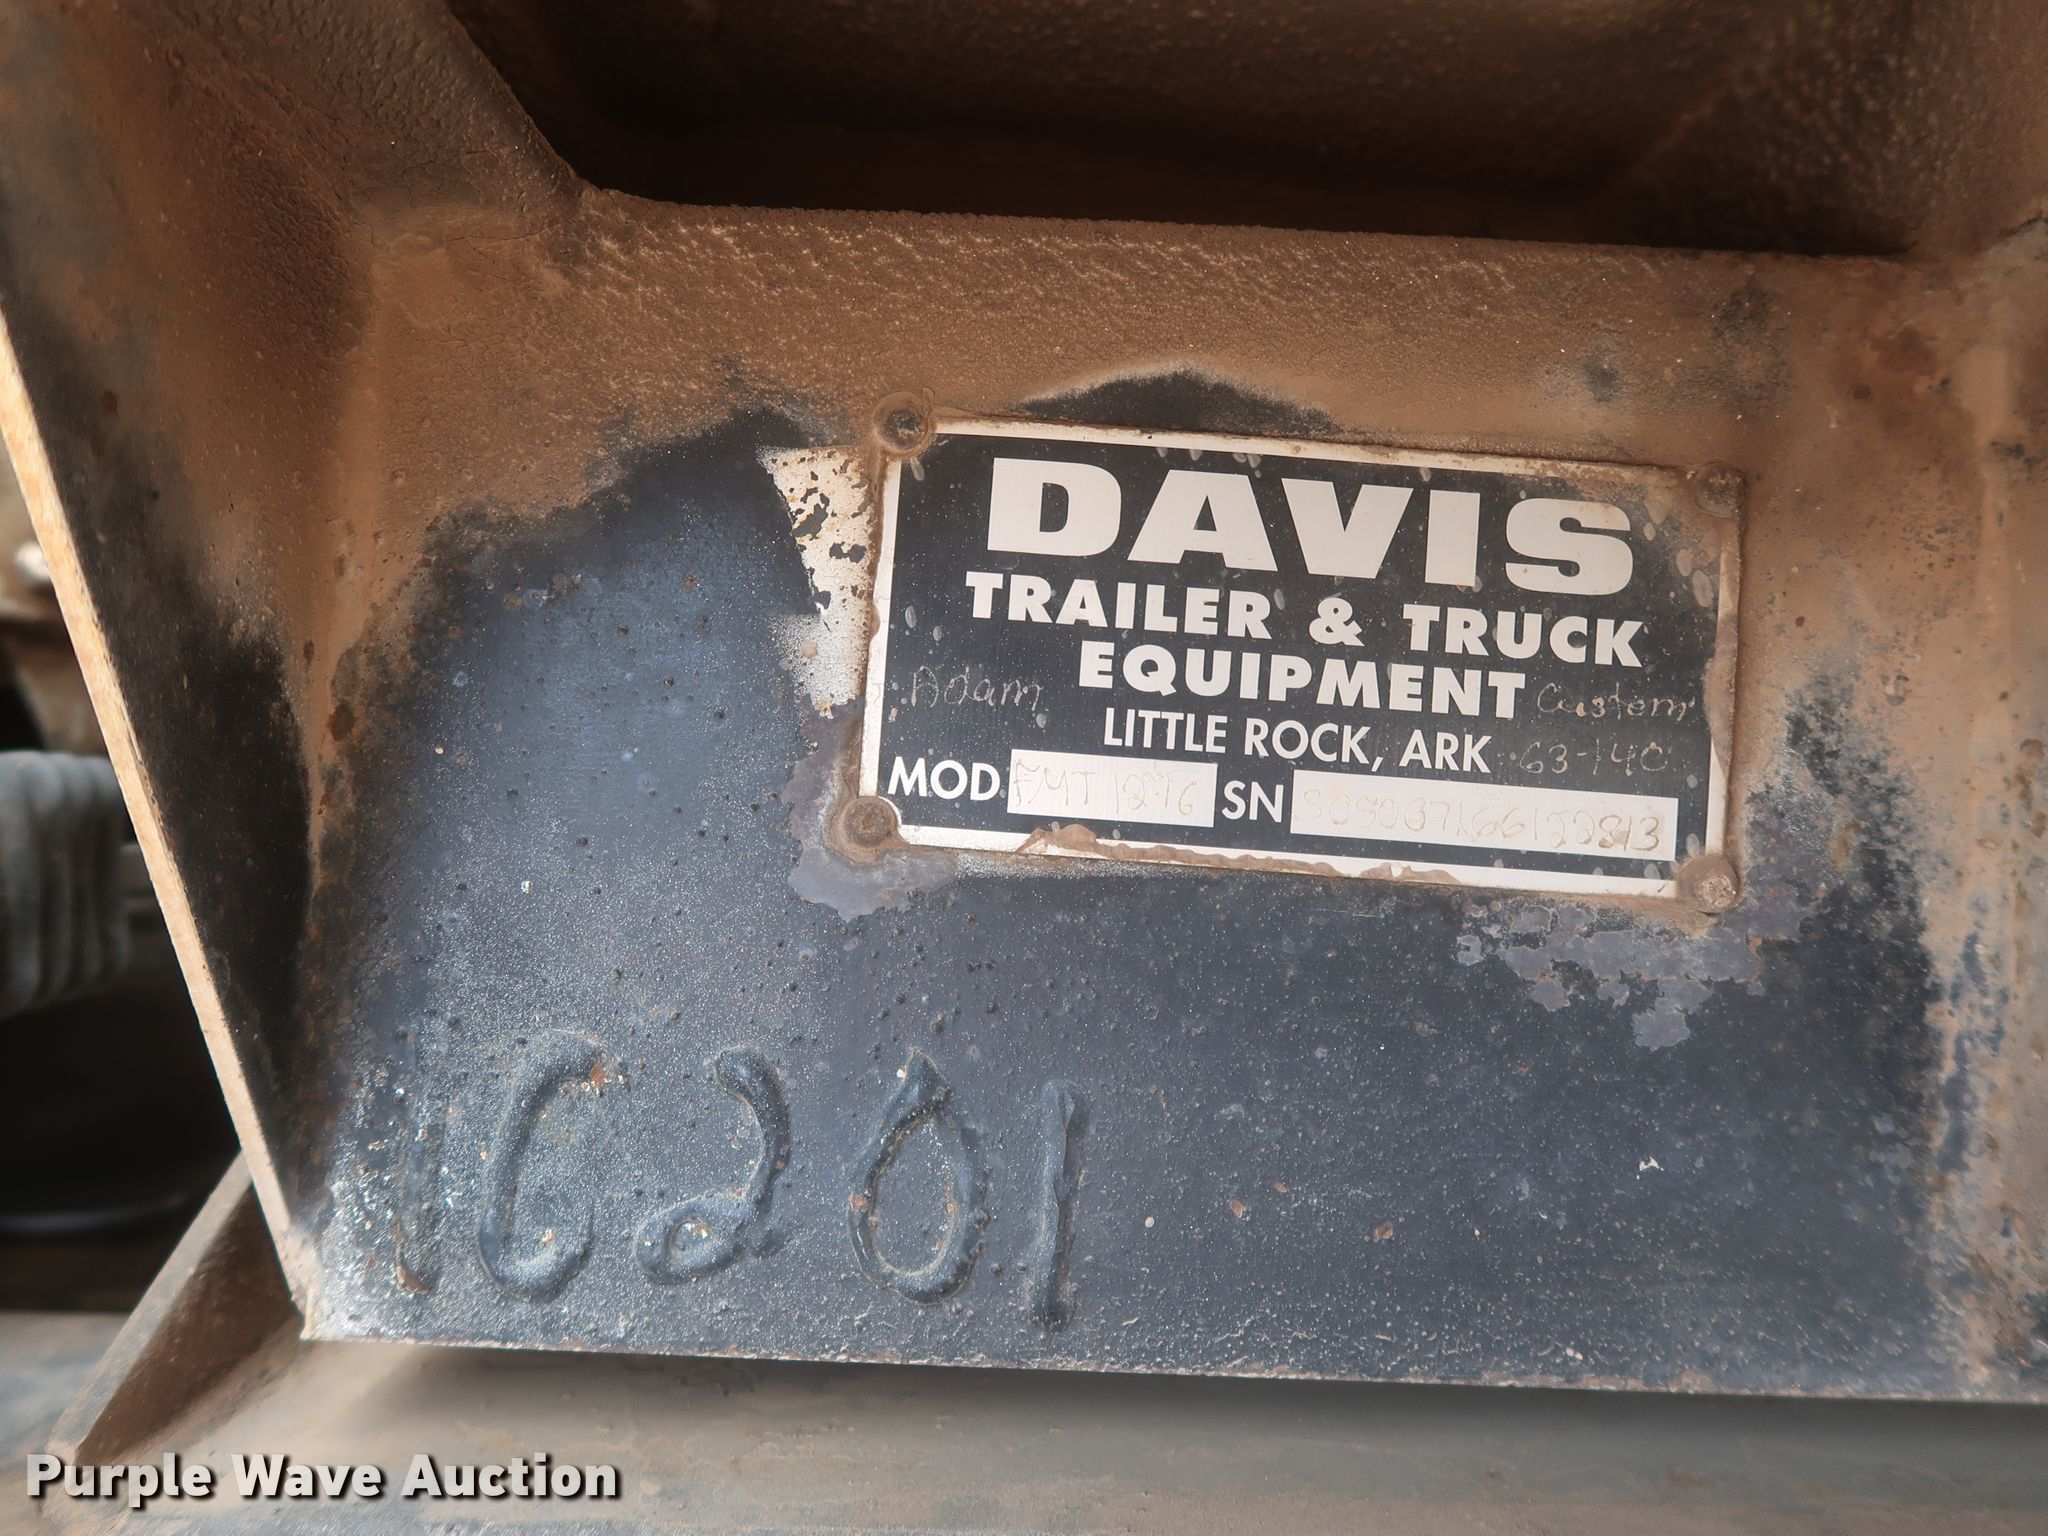 DAVIS
TRAILER & TRUCK
EQUIPMENT
Adam Custom
LITTLE ROCK, ARK 63-140
MOD SN
10201
Purple Wave Auction